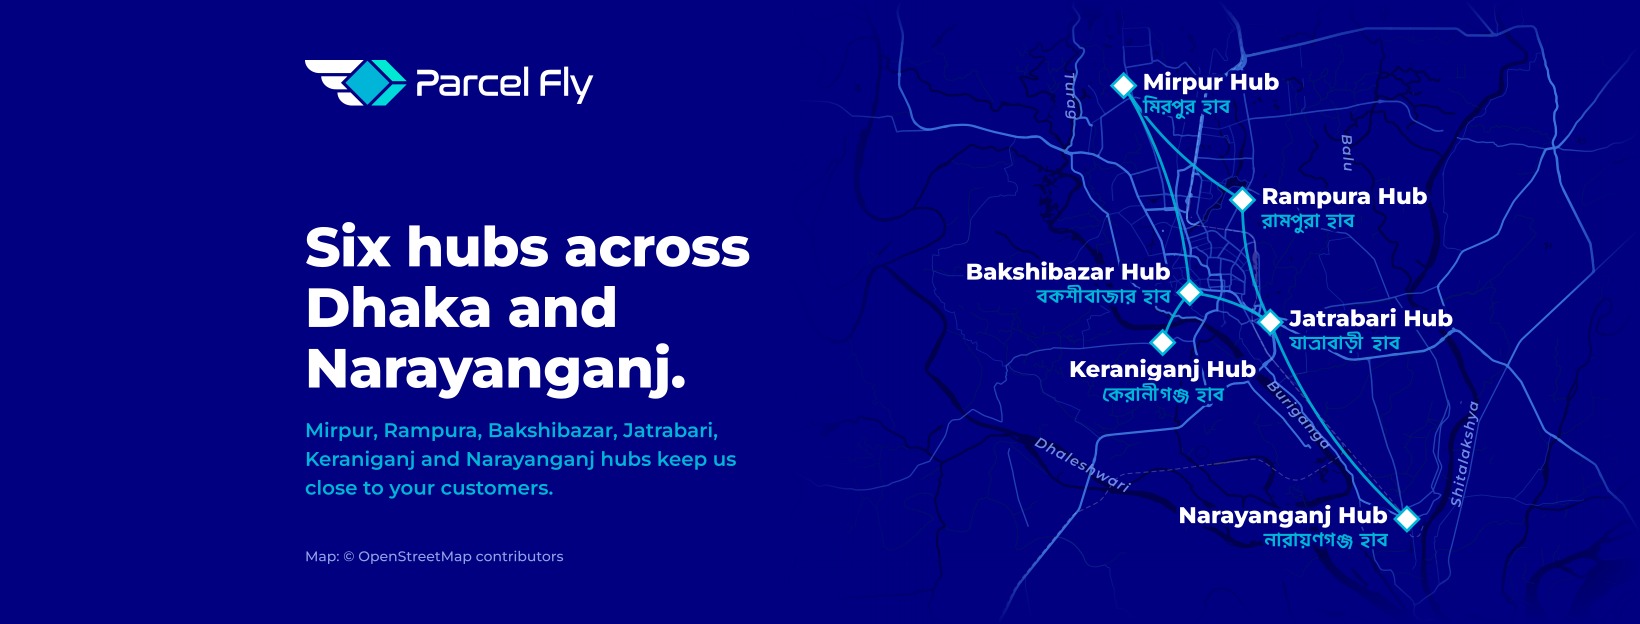 Parcel Fly
Six hubs across
Dhaka and
Narayanganj.
Mirpur, Rampura, Bakshibazar, Jatrabari,
Keraniganj and Narayanganj hubs keep us
close to your customers.
Map: © OpenStreetMap contributors
Turag
Mirpur Hub
মিরপুর হাব
Balu
Rampura Hub
রামপুরা হাব
Bakshibazar Hub
বকশীবাজার হাব
Jatrabari Hub
যাত্রাবাড়ী হাব
Keraniganj Hub
কেরানীগঞ্জ হাব
Buriganga
Dhaleshwari
Shitalakshya
Narayanganj Hub
নারায়ণগঞ্জ হাব